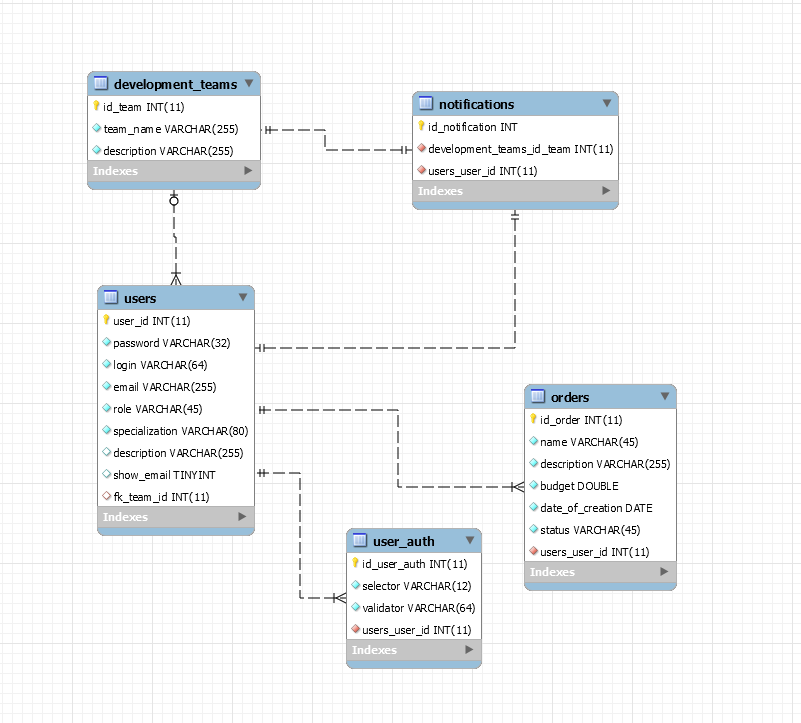 development_teams
id_team INT(11)
team_name VARCHAR(255)
description VARCHAR(255)
Indexes
notifications
id_notification INT
development_teams_id_team INT(11)
users_user_id INT(11)
Indexes
users
user_id INT(11)
password VARCHAR(32)
login VARCHAR(64)
email VARCHAR(255)
role VARCHAR(45)
specialization VARCHAR(80)
description VARCHAR(255)
show_email TINYINT
fk_team_id INT(11)
Indexes
orders
id_order INT(11)
name VARCHAR(45)
description VARCHAR(255)
budget DOUBLE
date_of_creation DATE
status VARCHAR(45)
users_user_id INT(11)
Indexes
user_auth
id_user_auth INT(11)
selector VARCHAR(12)
validator VARCHAR(64)
users_user_id INT(11)
Indexes